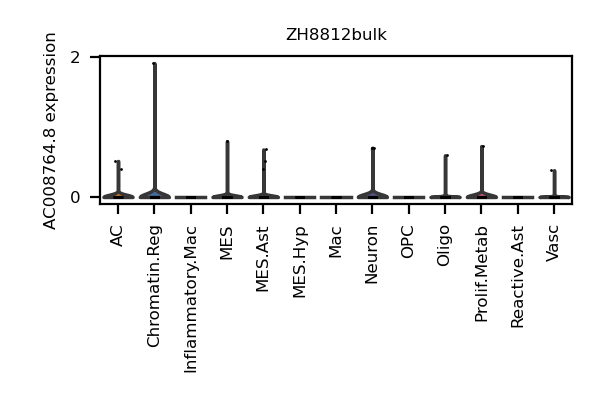 ZH8812bulk
AC008764.8 expression
2
0
AC
Chromatin.Reg
Inflammatory.Mac
MES
MES.Ast
MES.Hyp
Mac
Neuron
OPC
Oligo
Prolif.Metab
Reactive.Ast
Vasc